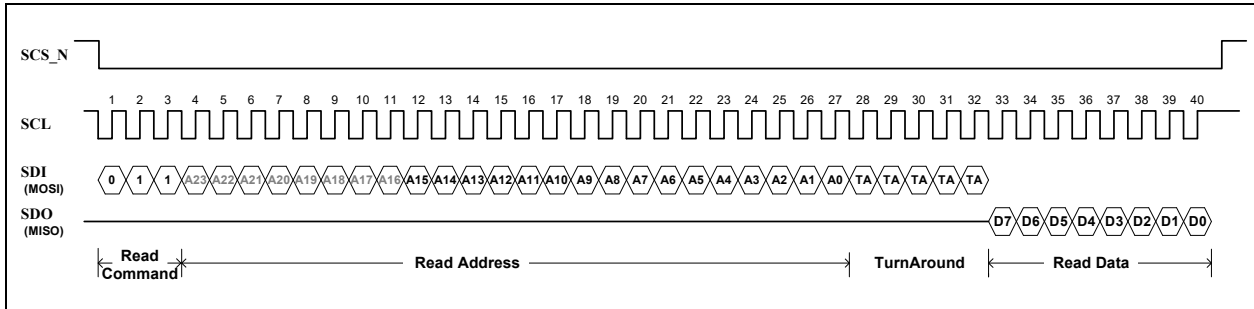 SCS_N
1 2 3 4 5 6 7 8 9 10 11 12 13 14 15 16 17 18 19 20 21 22 23 24 25 26 27 28 29 30 31 32 33 34 35 36 37 38 39 40
SCL
SDI
(MOSI)
0 1 1 A23 A22 A21 A20 A19 A18 A17 A16 A15 A14 A13 A12 A11 A10 A9 A8 A7 A6 A5 A4 A3 A2 A1 A0 TA TA TA TA TA
SDO
(MISO)
D7 D6 D5 D4 D3 D2 D1 D0
Read
Command
Read Address
TurnAround
Read Data